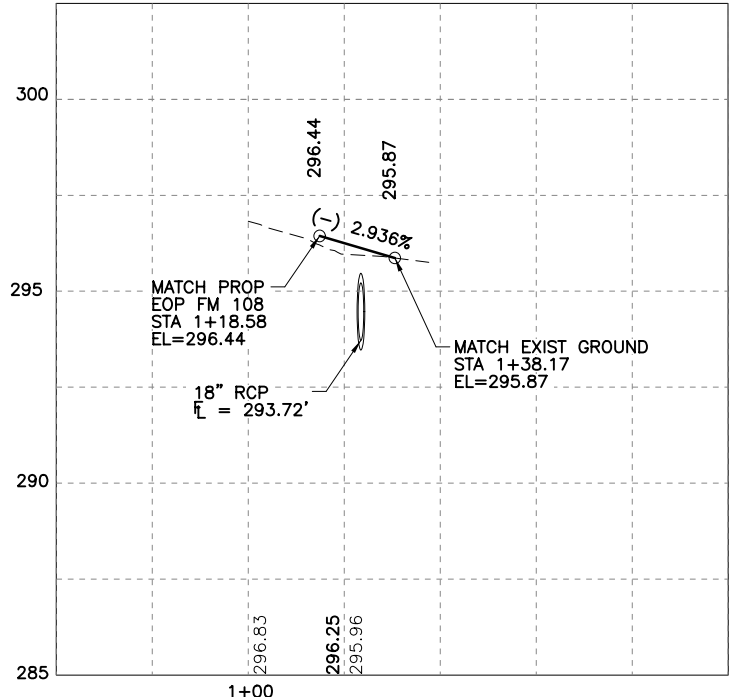 300
296.44
295.87
(-) 2.936%
295
MATCH PROP
EOP FM 108
STA 1+18.58
EL=296.44
MATCH EXIST GROUND
STA 1+38.17
EL=295.87
18" RCP
FL = 293.72'
290
296.83
296.25
295.96
285
1+00